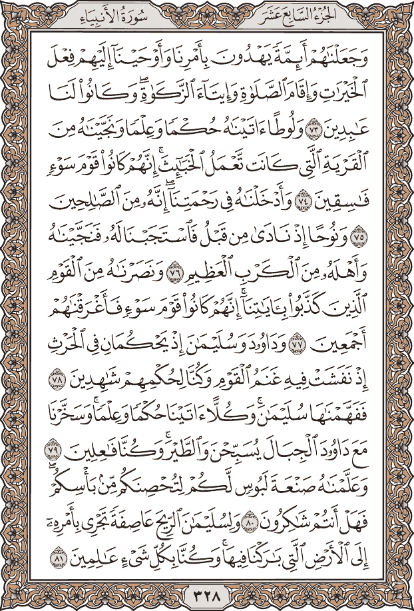 الجزء السابع عشر
سورة الأنبياء
وَجَعَلْنَٰهُمْ أَئِمَّةً يَهْدُونَ بِأَمْرِنَا وَأَوْحَيْنَآ إِلَيْهِمْ فِعْلَ
ٱلْخَيْرَٰتِ وَإِقَامَ ٱلصَّلَوٰةِ وَإِيتَآءَ ٱلزَّكَوٰةِۖ وَكَانُوا۟ لَنَا
عَٰبِدِينَ ٧٣ وَلُوطًا ءَاتَيْنَٰهُ حُكْمًا وَعِلْمًا وَنَجَّيْنَٰهُ مِنَ
ٱلْقَرْيَةِ ٱلَّتِى كَانَت تَّعْمَلُ ٱلْخَبَٰٓئِثَۚ إِنَّهُمْ كَانُوا۟ قَوْمَ سَوْءٍ
فَٰسِقِينَ ٧٤ وَأَدْخَلْنَٰهُ فِى رَحْمَتِنَآۖ إِنَّهُۥ مِنَ ٱلصَّٰلِحِينَ
٧٥ وَنُوحًا إِذْ نَادَىٰ مِن قَبْلُ فَٱسْتَجَبْنَا لَهُۥ فَنَجَّيْنَٰهُ
وَأَهْلَهُۥ مِنَ ٱلْكَرْبِ ٱلْعَظِيمِ ٧٦ وَنَصَرْنَٰهُ مِنَ ٱلْقَوْمِ
ٱلَّذِينَ كَذَّبُوا۟ بِـَٔايَٰتِنَآۚ إِنَّهُمْ كَانُوا۟ قَوْمَ سَوْءٍ فَأَغْرَقْنَٰهُمْ
أَجْمَعِينَ ٧٧ وَدَاوُۥدَ وَسُلَيْمَٰنَ إِذْ يَحْكُمَانِ فِى ٱلْحَرْثِ
إِذْ نَفَشَتْ فِيهِ غَنَمُ ٱلْقَوْمِ وَكُنَّا لِحُكْمِهِمْ شَٰهِدِينَ ٧٨
فَفَهَّمْنَٰهَا سُلَيْمَٰنَۚ وَكُلًّا ءَاتَيْنَا حُكْمًا وَعِلْمًاۚ وَسَخَّرْنَا
مَعَ دَاوُۥدَ ٱلْجِبَالَ يُسَبِّحْنَ وَٱلطَّيْرَۚ وَكُنَّا فَٰعِلِينَ ٧٩
وَعَلَّمْنَٰهُ صَنْعَةَ لَبُوسٍ لَّكُمْ لِتُحْصِنَكُم مِّنۢ بَأْسِكُمْۖ
فَهَلْ أَنتُمْ شَٰكِرُونَ ٨٠ وَلِسُلَيْمَٰنَ ٱلرِّيحَ عَاصِفَةً تَجْرِى بِأَمْرِهِۦٓ
إِلَى ٱلْأَرْضِ ٱلَّتِى بَٰرَكْنَا فِيهَاۚ وَكُنَّا بِكُلِّ شَىْءٍ عَٰلِمِينَ ٨١
٣٢٨